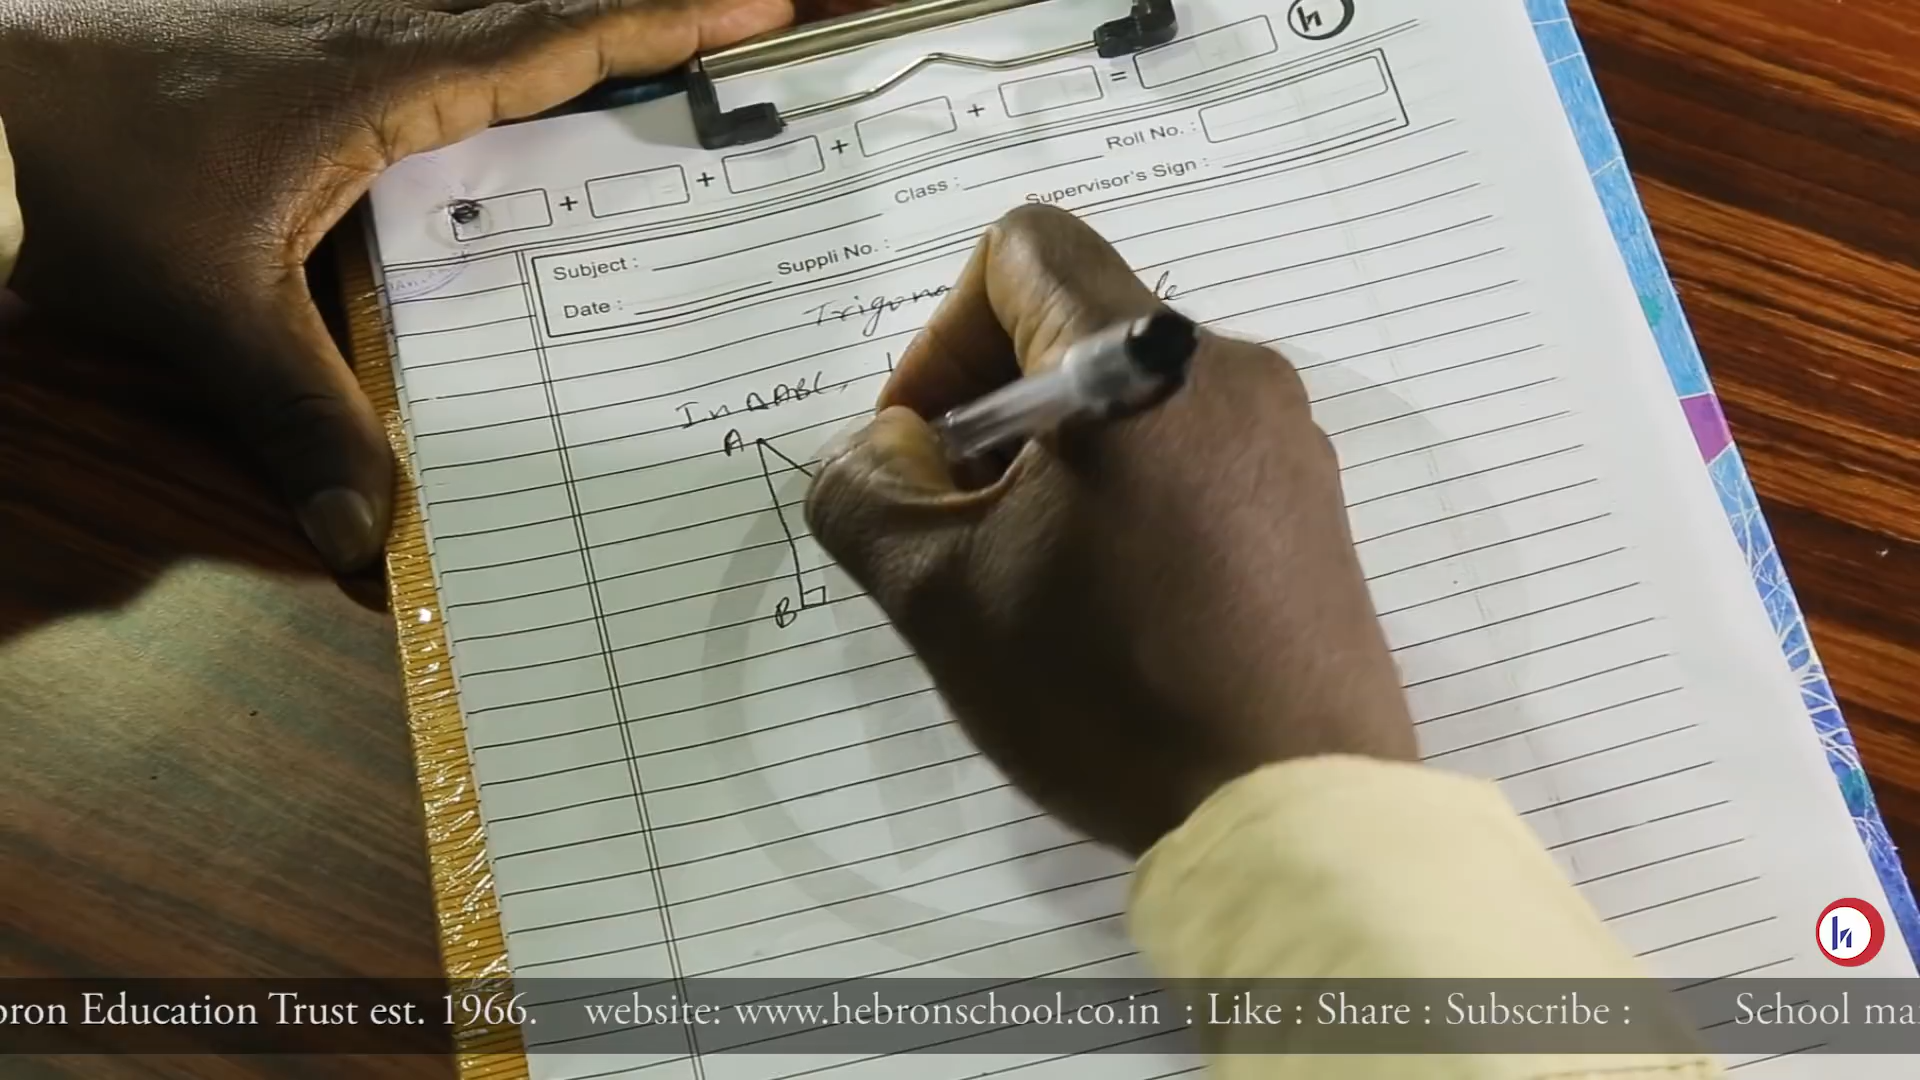 + + + + =
Class : Roll No. :
Subject : Suppli No. : Supervisor's Sign :
Date :
In ΔABC,
A
B
bron Education Trust est. 1966. website: www.hebronschool.co.in : Like : Share : Subscribe : School